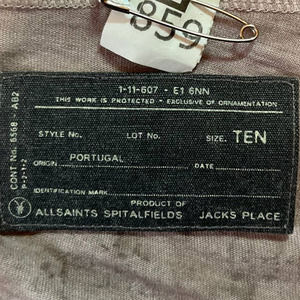 859
1-11-607 - E1 6NN
THIS WORK IS PROTECTED - EXCLUSIVE OF ORNAMENTATION
STYLE No. LOT No. SIZE. TEN
ORIGIN PORTUGAL DATE
IDENTIFICATION MARK
PRODUCT OF
ALLSAINTS SPITALFIELDS JACKS PLACE
CONT. No. 5568 - AB2